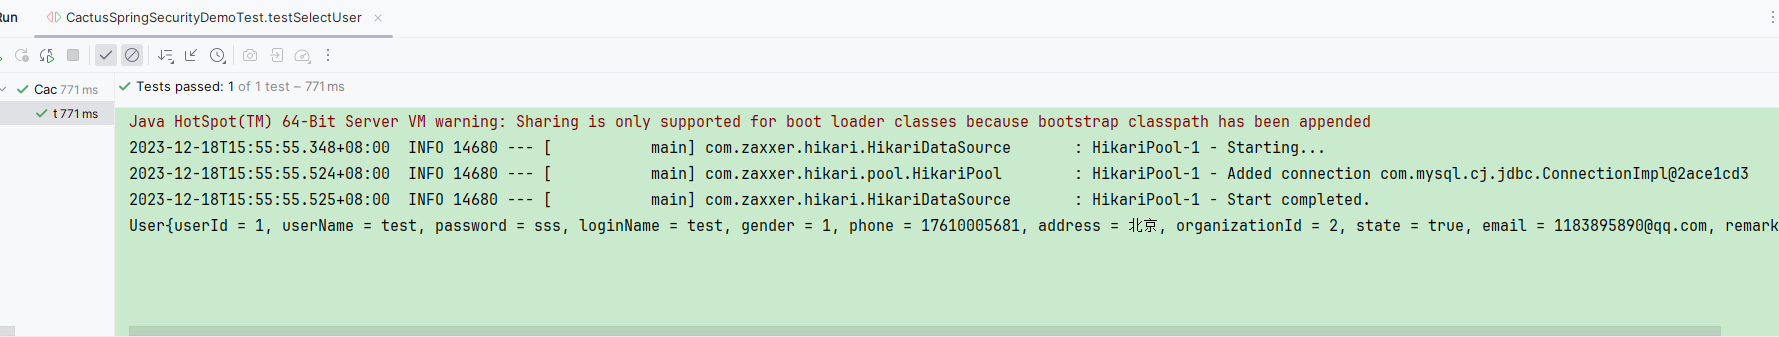 Run
CactusSpringSecurityDemoTest.testSelectUser
Cac 771 ms
Tests passed: 1 of 1 test – 771 ms
t 771 ms
Java HotSpot(TM) 64-Bit Server VM warning: Sharing is only supported for boot loader classes because bootstrap classpath has been appended
2023-12-18T15:55:55.348+08:00  INFO 14680 --- [           main] com.zaxxer.hikari.HikariDataSource       : HikariPool-1 - Starting...
2023-12-18T15:55:55.524+08:00  INFO 14680 --- [           main] com.zaxxer.hikari.pool.HikariPool        : HikariPool-1 - Added connection com.mysql.cj.jdbc.ConnectionImpl@2ace1cd3
2023-12-18T15:55:55.525+08:00  INFO 14680 --- [           main] com.zaxxer.hikari.HikariDataSource       : HikariPool-1 - Start completed.
User{userId = 1, userName = test, password = sss, loginName = test, gender = 1, phone = 17610005681, address = 北京, organizationId = 2, state = true, email = 1183895890@qq.com, remark